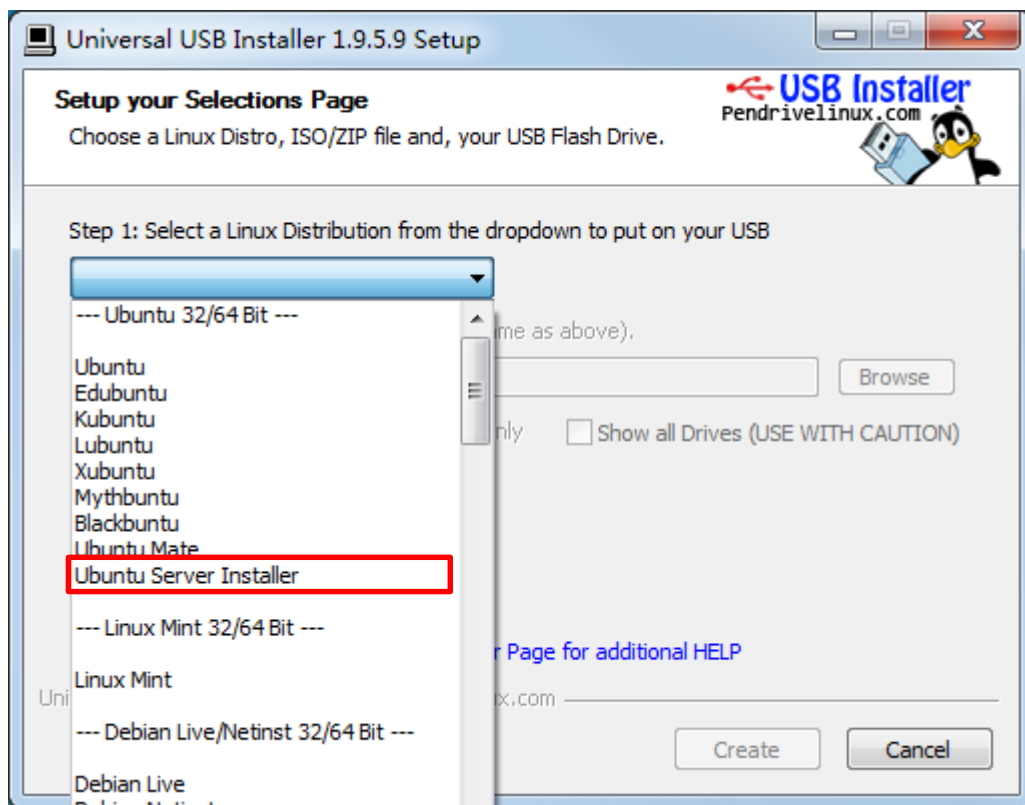 Universal USB Installer 1.9.5.9 Setup
USB Installer
Pendrivelinux.com
Setup your Selections Page
Choose a Linux Distro, ISO/ZIP file and, your USB Flash Drive.
Step 1: Select a Linux Distribution from the dropdown to put on your USB
--- Ubuntu 32/64 Bit ---
as above).
Ubuntu
Browse
Edubuntu
Kubuntu
Show all Drives (USE WITH CAUTION)
Lubuntu
Xubuntu
Mythbuntu
Blackbuntu
Ubuntu Mate
Ubuntu Server Installer
--- Linux Mint 32/64 Bit ---
Page for additional HELP
Linux Mint
--- Debian Live/Netinst 32/64 Bit ---
Create
Cancel
Debian Live